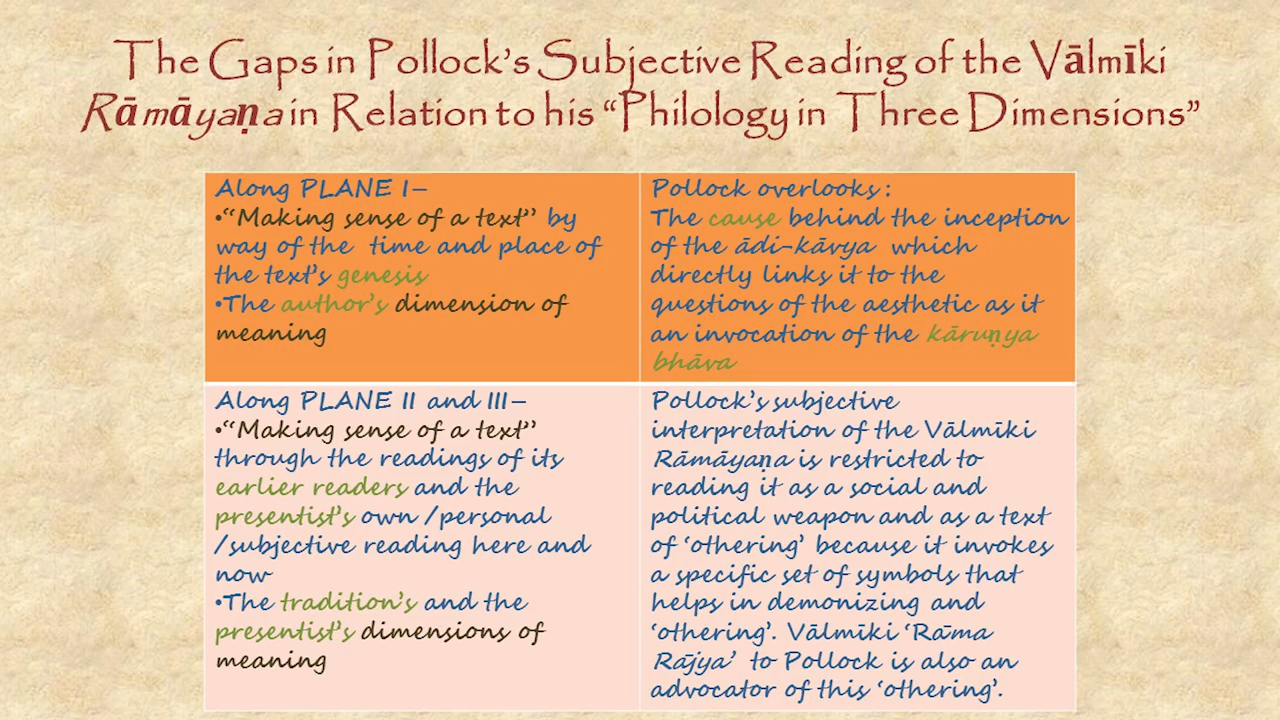 The Gaps in Pollock’s Subjective Reading of the Vālmīki
Rāmāyaṇa in Relation to his “Philology in Three Dimensions”
Along PLANE I–
•“Making sense of a text” by
way of the time and place of
the text’s genesis
•The author’s dimension of
meaning
Pollock overlooks :
The cause behind the inception
of the ādi-kāvya which
directly links it to the
questions of the aesthetic as it
an invocation of the kāruṇya
bhāva
Along PLANE II and III–
•“Making sense of a text”
through the readings of its
earlier readers and the
presentist’s own /personal
/subjective reading here and
now
•The tradition’s and the
presentist’s dimensions of
meaning
Pollock’s subjective
interpretation of the Vālmīki
Rāmāyaṇa is restricted to
reading it as a social and
political weapon and as a text
of ‘othering’ because it invokes
a specific set of symbols that
helps in demonizing and
‘othering’. Vālmīki ‘Rāma
Rājya’ to Pollock is also an
advocator of this ‘othering’.